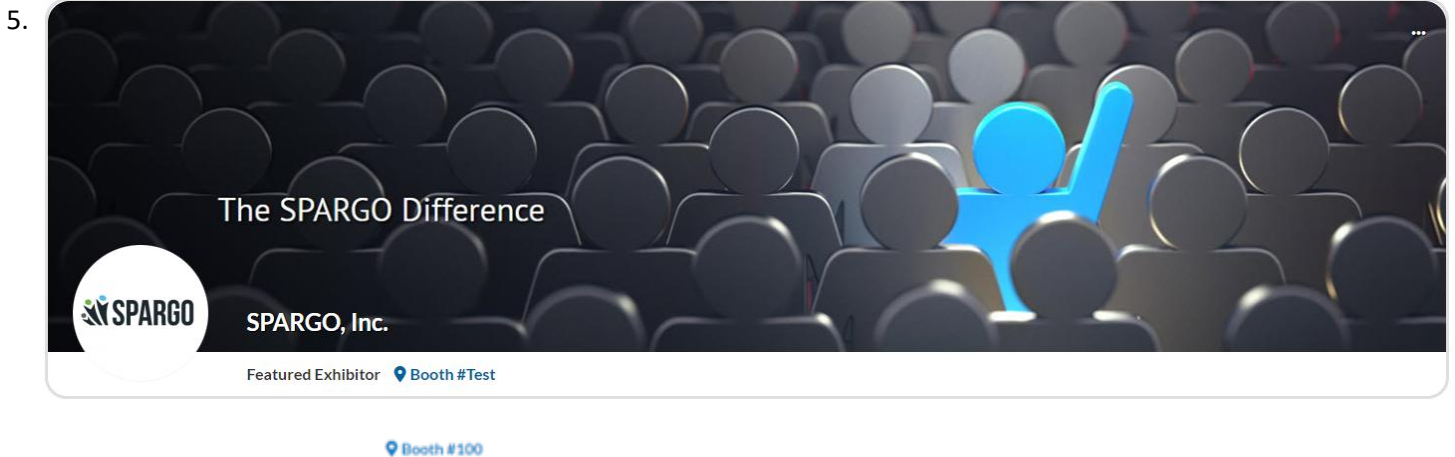 5.
The SPARGO Difference
SPARGO
SPARGO, Inc.
Featured Exhibitor Booth #Test
Booth #100